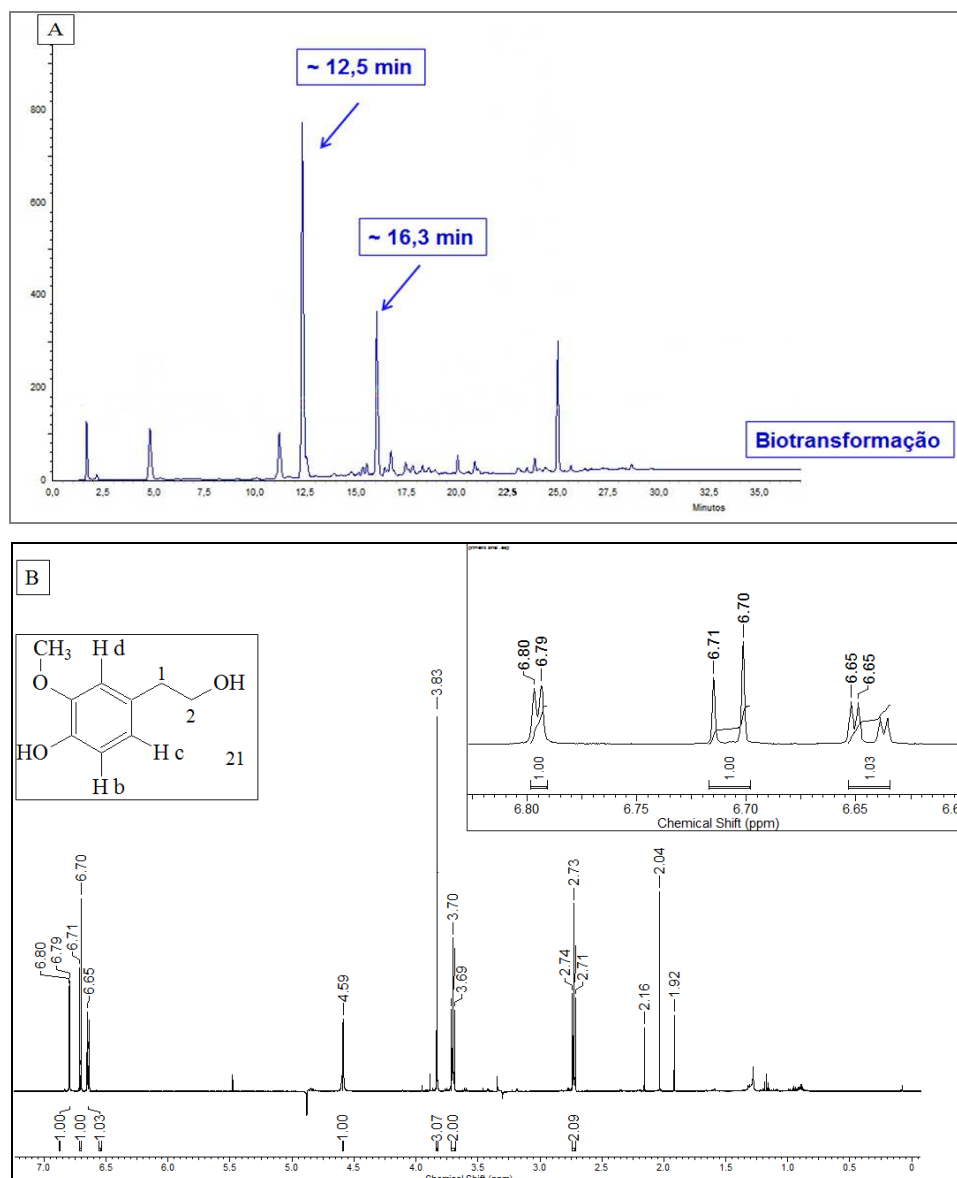 A
~ 12,5 min
~ 16,3 min
Biotransformação
800
600
400
200
0
0,0 2,5 5,0 7,5 10,0 12,5 15,0 17,5 20,0 22,5 25,0 27,5 30,0 32,5 35,0
Minutos
B
CH3
O
H d
1
OH
2
HO
H c
21
H b
6.80
6.79
6.71
6.70
6.65
6.65
1.00
1.00
1.03
6.80 6.75 6.70 6.65
Chemical Shift (ppm)
6.80
6.79
6.71
6.70
6.65
4.59
3.83
3.70
3.69
2.74
2.73
2.71
2.16
2.04
1.92
1.00
1.00
1.03
1.00
3.07
2.00
2.09
7.0 6.5 6.0 5.5 5.0 4.5 4.0 3.5 3.0 2.5 2.0 1.5 1.0 0.5 0
Chemical Shift (ppm)